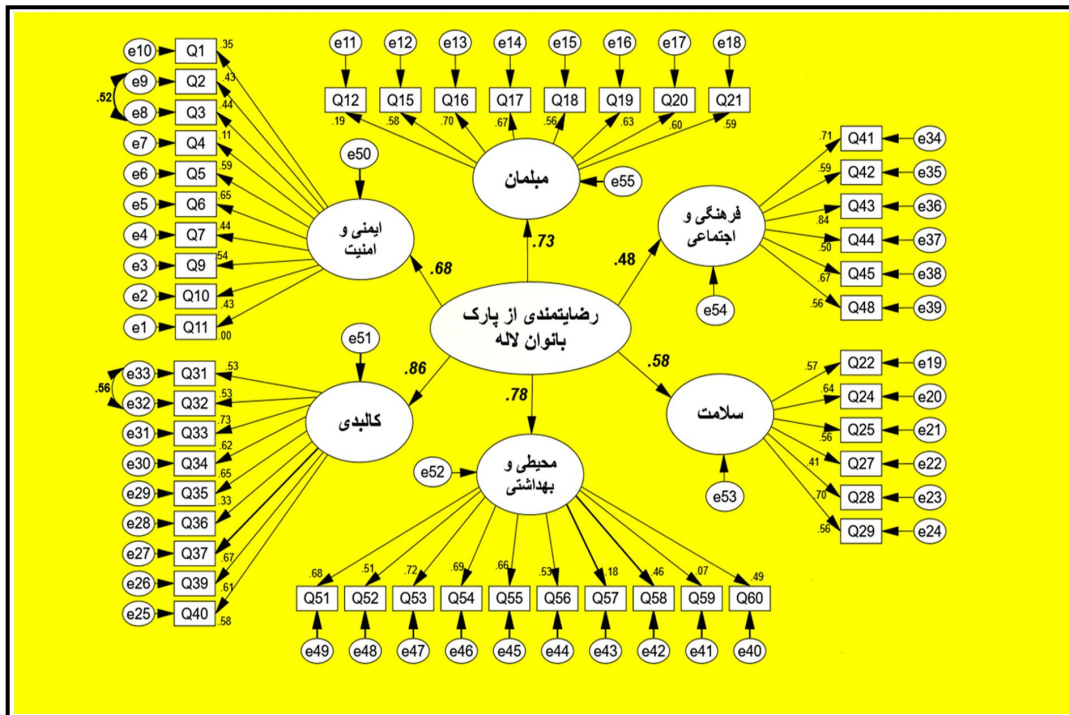 e11 e12 e13 e14 e15 e16 e17 e18
Q12 Q15 Q16 Q17 Q18 Q19 Q20 Q21
.19 .58 .70 .67 .56 .63 .60 .59
مبلمان
e55
.73
e10 Q1 .35
e9 Q2 .43
e8 Q3 .44
.52
e7 Q4 .11
e6 Q5 .59
e5 Q6 .65
e4 Q7 .44
e3 Q9 .54
e2 Q10 .43
e1 Q11 .00
e50
ایمنی و
امنیت
.68
.71 Q41 e34
.59 Q42 e35
.84 Q43 e36
.50 Q44 e37
.67 Q45 e38
.56 Q48 e39
فرهنگی و
اجتماعی
e54
.48
رضایتمندی از پارک
بانوان لاله
e33 Q31 .53
.56
e32 Q32 .53
e31 Q33 .73
e30 Q34 .62
e29 Q35 .65
e28 Q36 .33
e27 Q37 .67
e26 Q39 .61
e25 Q40 .58
e51
کالبدی
.86
.57 Q22 e19
.64 Q24 e20
.56 Q25 e21
.41 Q27 e22
.70 Q28 e23
.56 Q29 e24
سلامت
e53
.58
.78
محیطی و
بهداشتی
e52
.68 .51 .72 .69 .66 .53 .18 .46 .07 .49
Q51 Q52 Q53 Q54 Q55 Q56 Q57 Q58 Q59 Q60
e49 e48 e47 e46 e45 e44 e43 e42 e41 e40